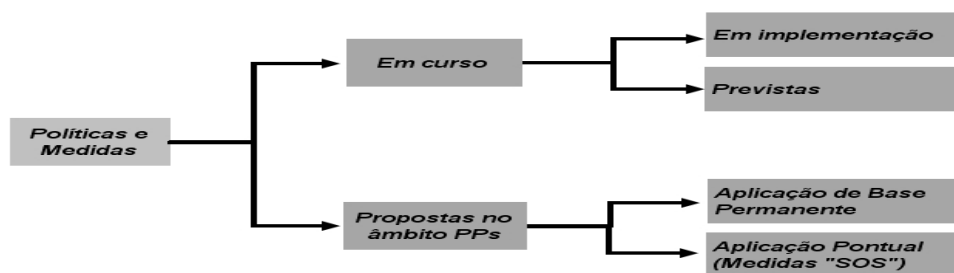 Políticas e
Medidas
Em curso
Em implementação
Previstas
Propostas no
âmbito PPs
Aplicação de Base
Permanente
Aplicação Pontual
(Medidas "SOS")